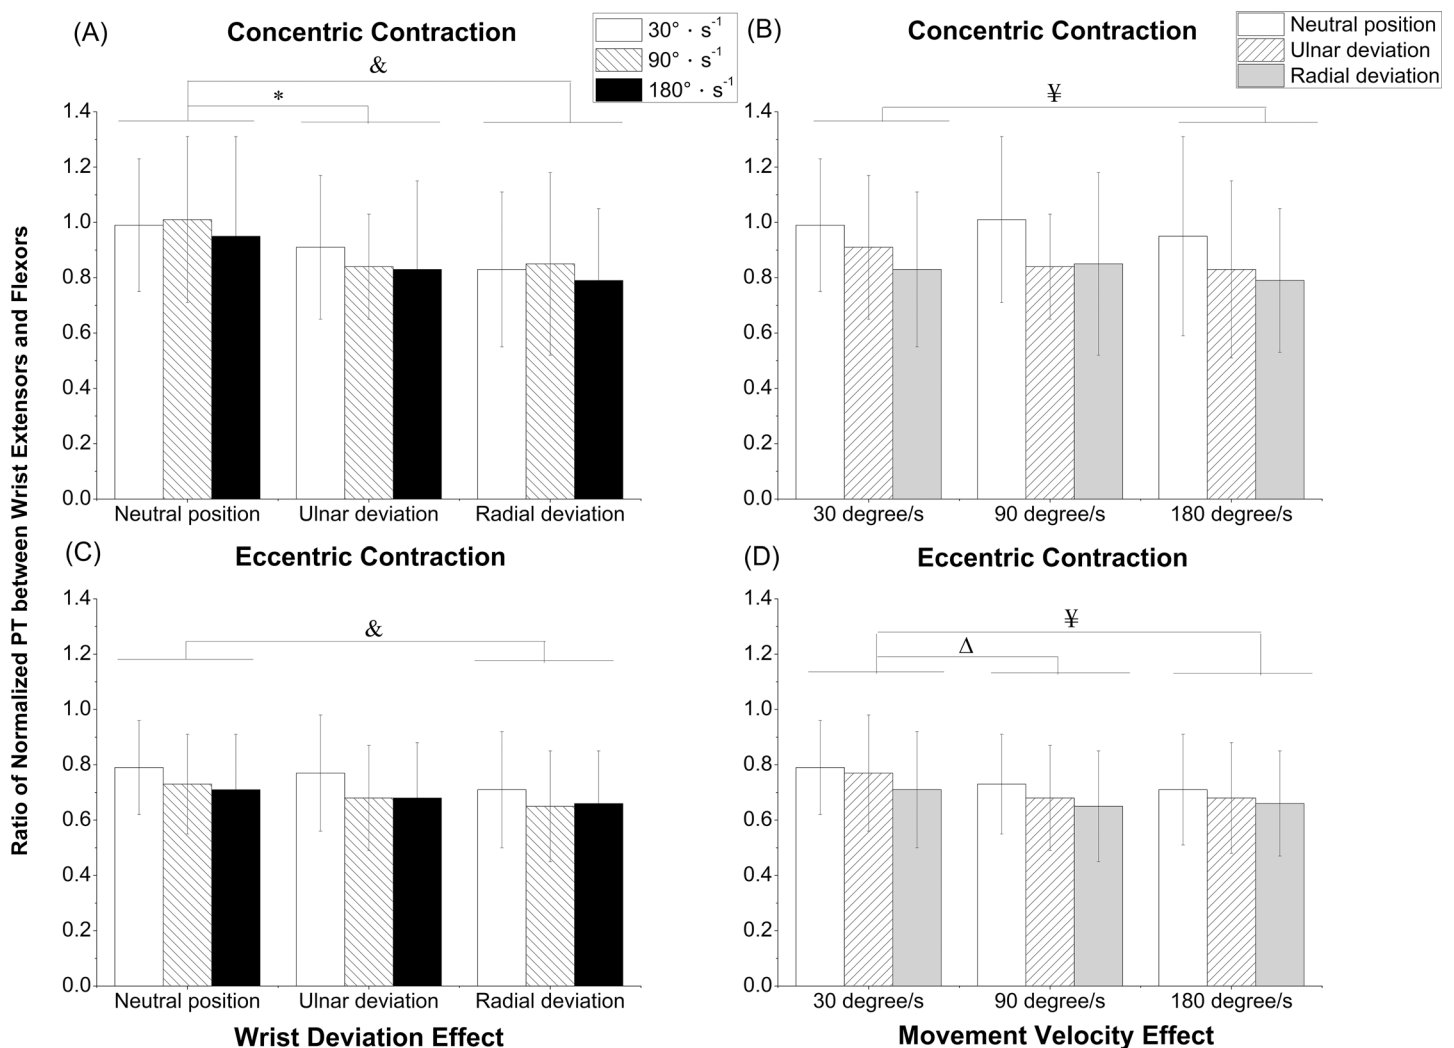 (A)
Concentric Contraction
30° · s-1
90° · s-1
180° · s-1
&
*
1.4
1.2
1.0
0.8
0.6
0.4
0.2
0.0
Neutral position
Ulnar deviation
Radial deviation
(B)
Concentric Contraction
Neutral position
Ulnar deviation
Radial deviation
¥
1.4
1.2
1.0
0.8
0.6
0.4
0.2
0.0
30 degree/s
90 degree/s
180 degree/s
Ratio of Normalized PT between Wrist Extensors and Flexors
(C)
Eccentric Contraction
&
1.4
1.2
1.0
0.8
0.6
0.4
0.2
0.0
Neutral position
Ulnar deviation
Radial deviation
Wrist Deviation Effect
(D)
Eccentric Contraction
¥
Δ
1.4
1.2
1.0
0.8
0.6
0.4
0.2
0.0
30 degree/s
90 degree/s
180 degree/s
Movement Velocity Effect